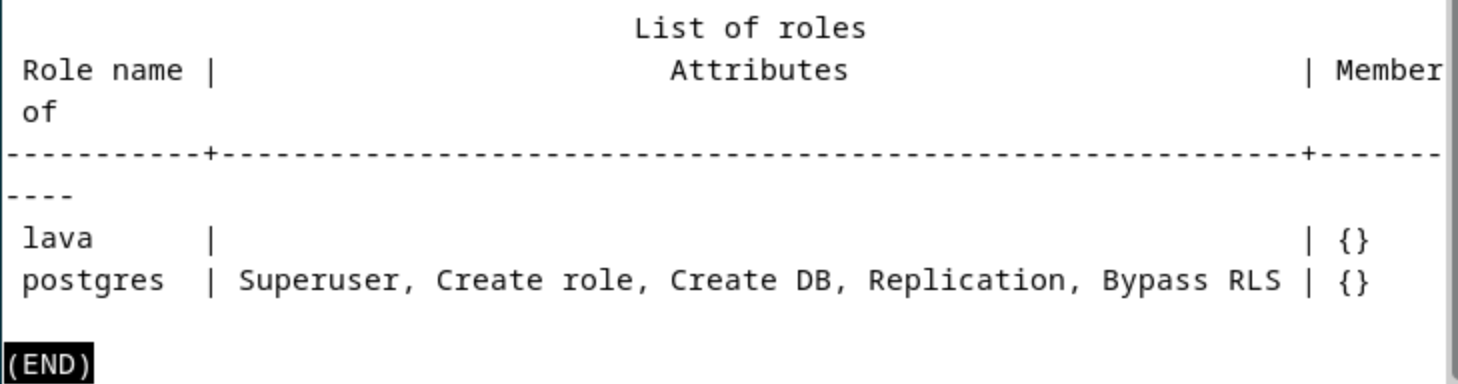 List of roles
Role name | Attributes | Member
of
-----------+------------------------------------------------------------+-------
----
lava | | {}
postgres | Superuser, Create role, Create DB, Replication, Bypass RLS | {}
(END)